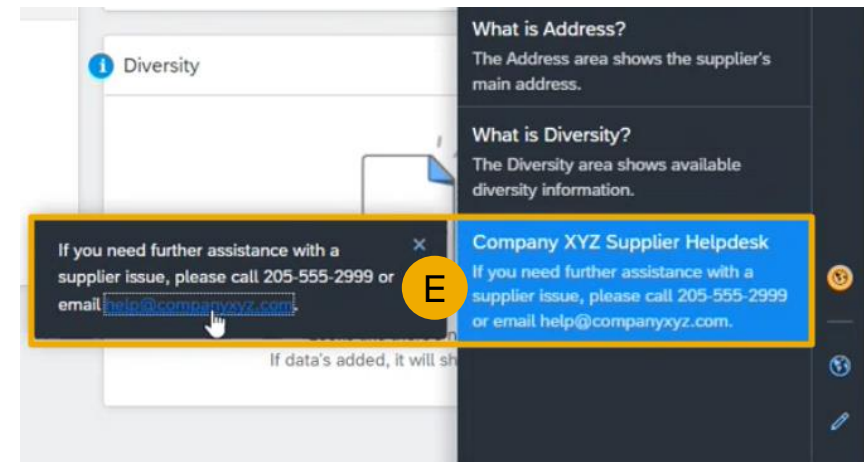 Diversity
What is Address?
The Address area shows the supplier's
main address.
What is Diversity?
The Diversity area shows available
diversity information.
If you need further assistance with a
supplier issue, please call 205-555-2999 or
email help@companyxyz.com.
E
Company XYZ Supplier Helpdesk
If you need further assistance with a
supplier issue, please call 205-555-2999
or email help@companyxyz.com.
If data's added, it will sh